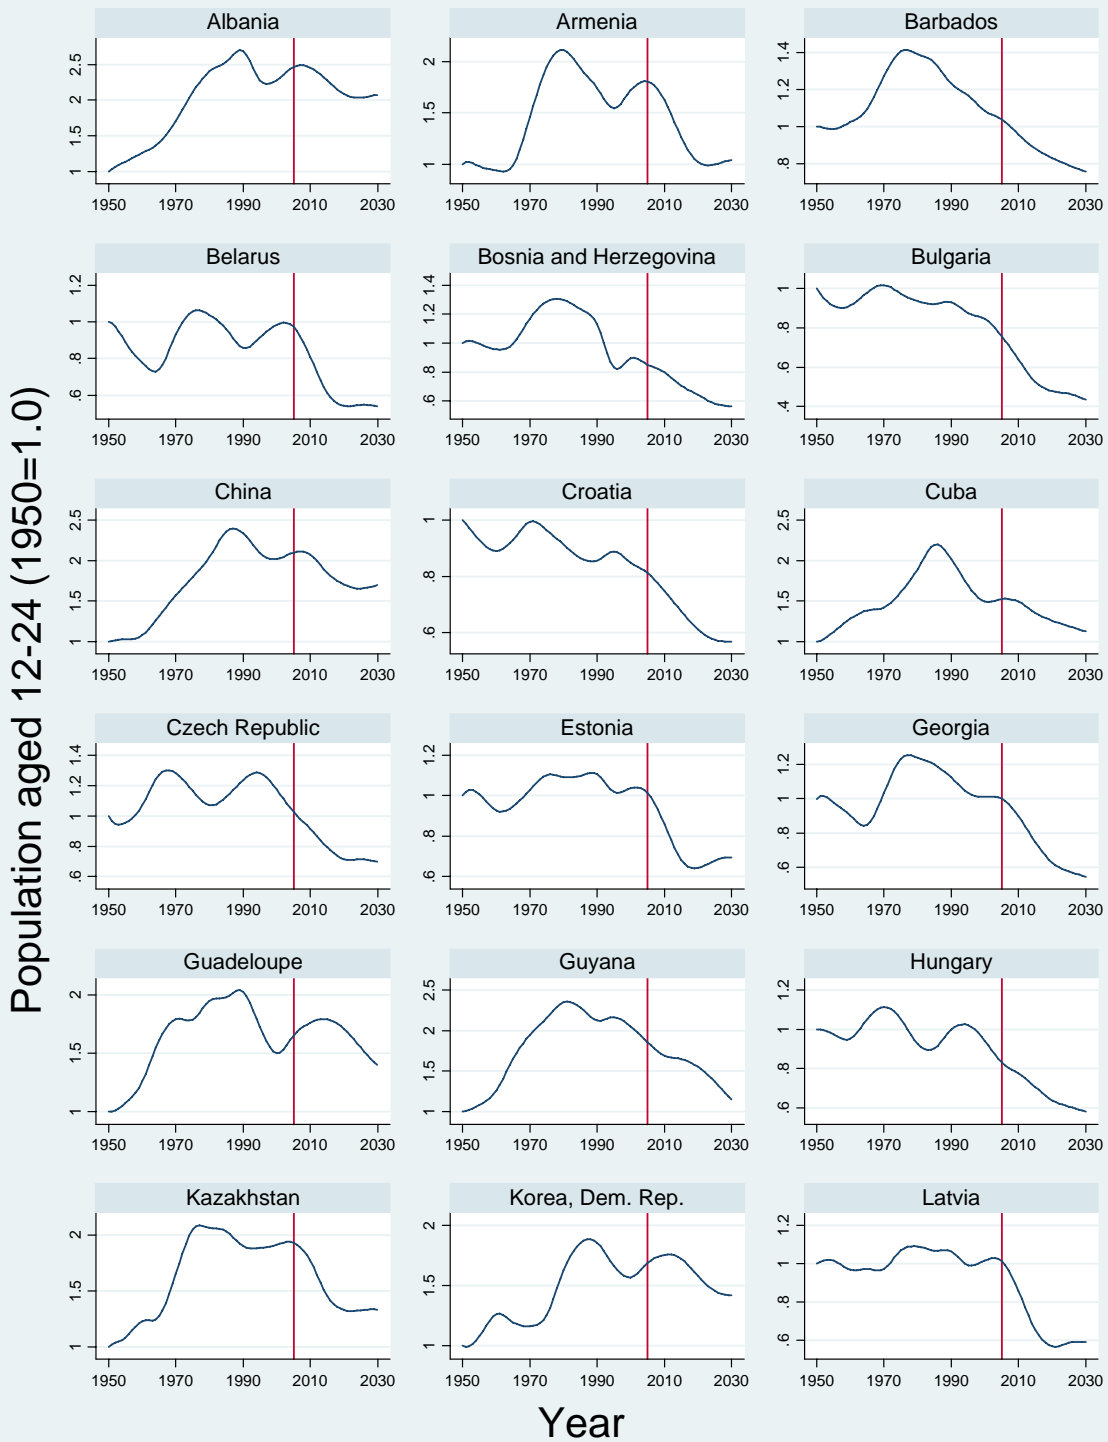 Population aged 12-24 (1950=1.0)
Albania
1 1.5 2 2.5
1950 1970 1990 2010 2030
Armenia
1 1.5 2
1950 1970 1990 2010 2030
Barbados
.8 1 1.2 1.4
1950 1970 1990 2010 2030
Belarus
.6 .8 1 1.2
1950 1970 1990 2010 2030
Bosnia and Herzegovina
.6 .8 1 1.2 1.4
1950 1970 1990 2010 2030
Bulgaria
.4 .6 .8 1
1950 1970 1990 2010 2030
China
1 1.5 2 2.5
1950 1970 1990 2010 2030
Croatia
.6 .8 1
1950 1970 1990 2010 2030
Cuba
1 1.5 2 2.5
1950 1970 1990 2010 2030
Czech Republic
.6 .8 1 1.2 1.4
1950 1970 1990 2010 2030
Estonia
.6 .8 1 1.2
1950 1970 1990 2010 2030
Georgia
.6 .8 1 1.2
1950 1970 1990 2010 2030
Guadeloupe
1 1.5 2
1950 1970 1990 2010 2030
Guyana
1 1.5 2 2.5
1950 1970 1990 2010 2030
Hungary
.6 .8 1 1.2
1950 1970 1990 2010 2030
Kazakhstan
1 1.5 2
1950 1970 1990 2010 2030
Korea, Dem. Rep.
1 1.5 2
1950 1970 1990 2010 2030
Latvia
.6 .8 1 1.2
1950 1970 1990 2010 2030
Year